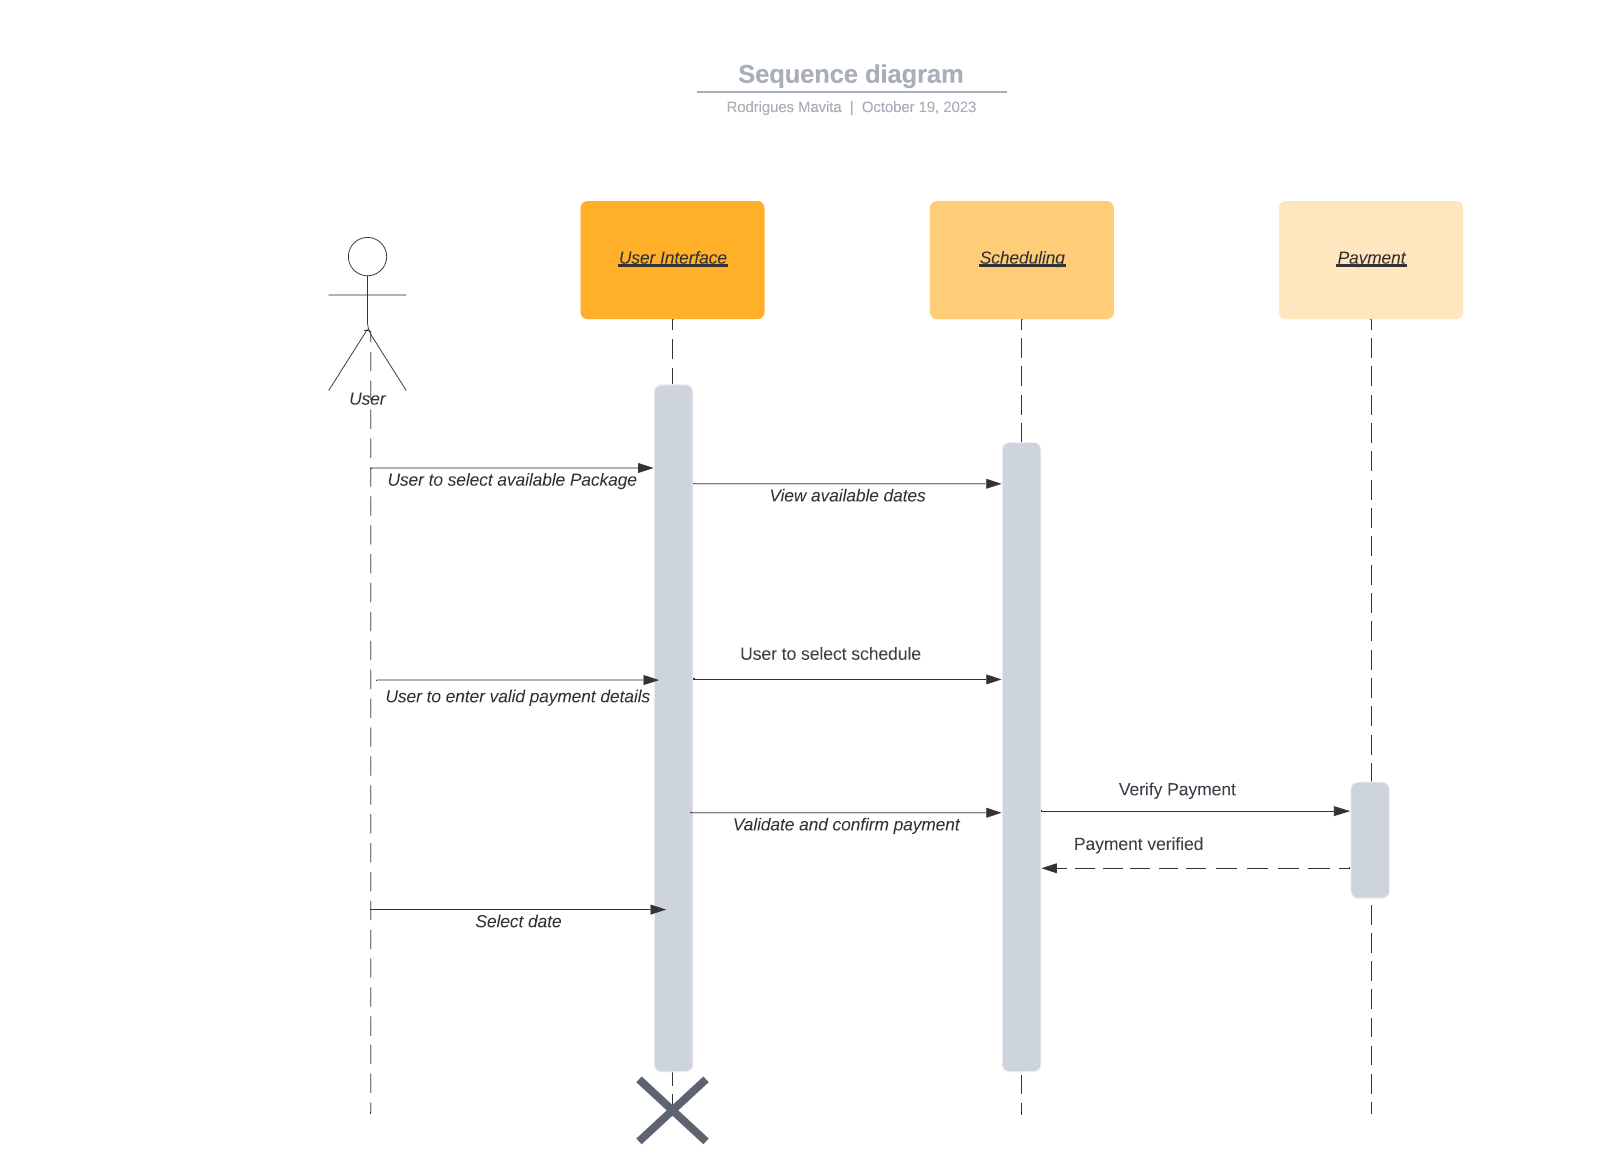 Sequence diagram
Rodrigues Mavita | October 19, 2023
User Interface
Scheduling
Payment
User
User to select available Package
View available dates
User to select schedule
User to enter valid payment details
Verify Payment
Validate and confirm payment
Payment verified
Select date